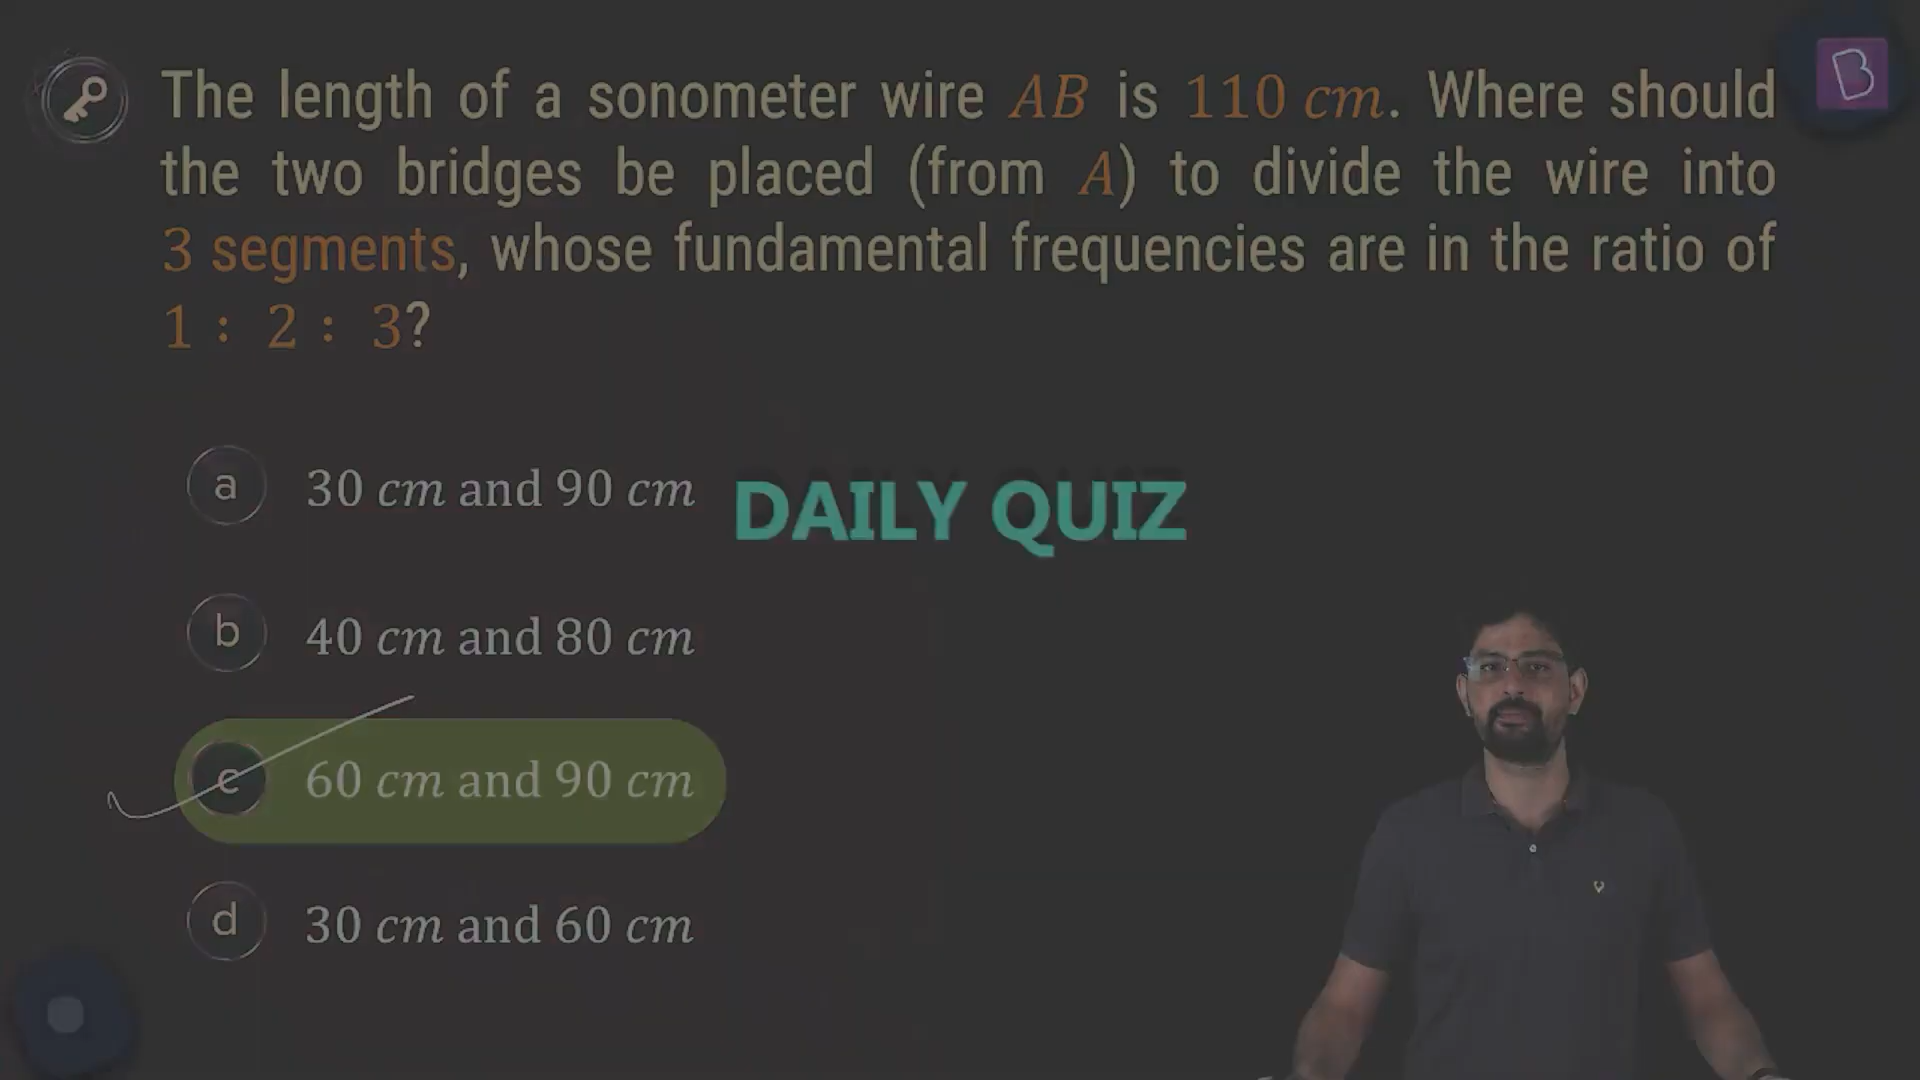 The length of a sonometer wire AB is 110 cm. Where should
the two bridges be placed (from A) to divide the wire into
3 segments, whose fundamental frequencies are in the ratio of
1 : 2 : 3?
a 30 cm and 90 cm
DAILY QUIZ
b 40 cm and 80 cm
c 60 cm and 90 cm
d 30 cm and 60 cm
B